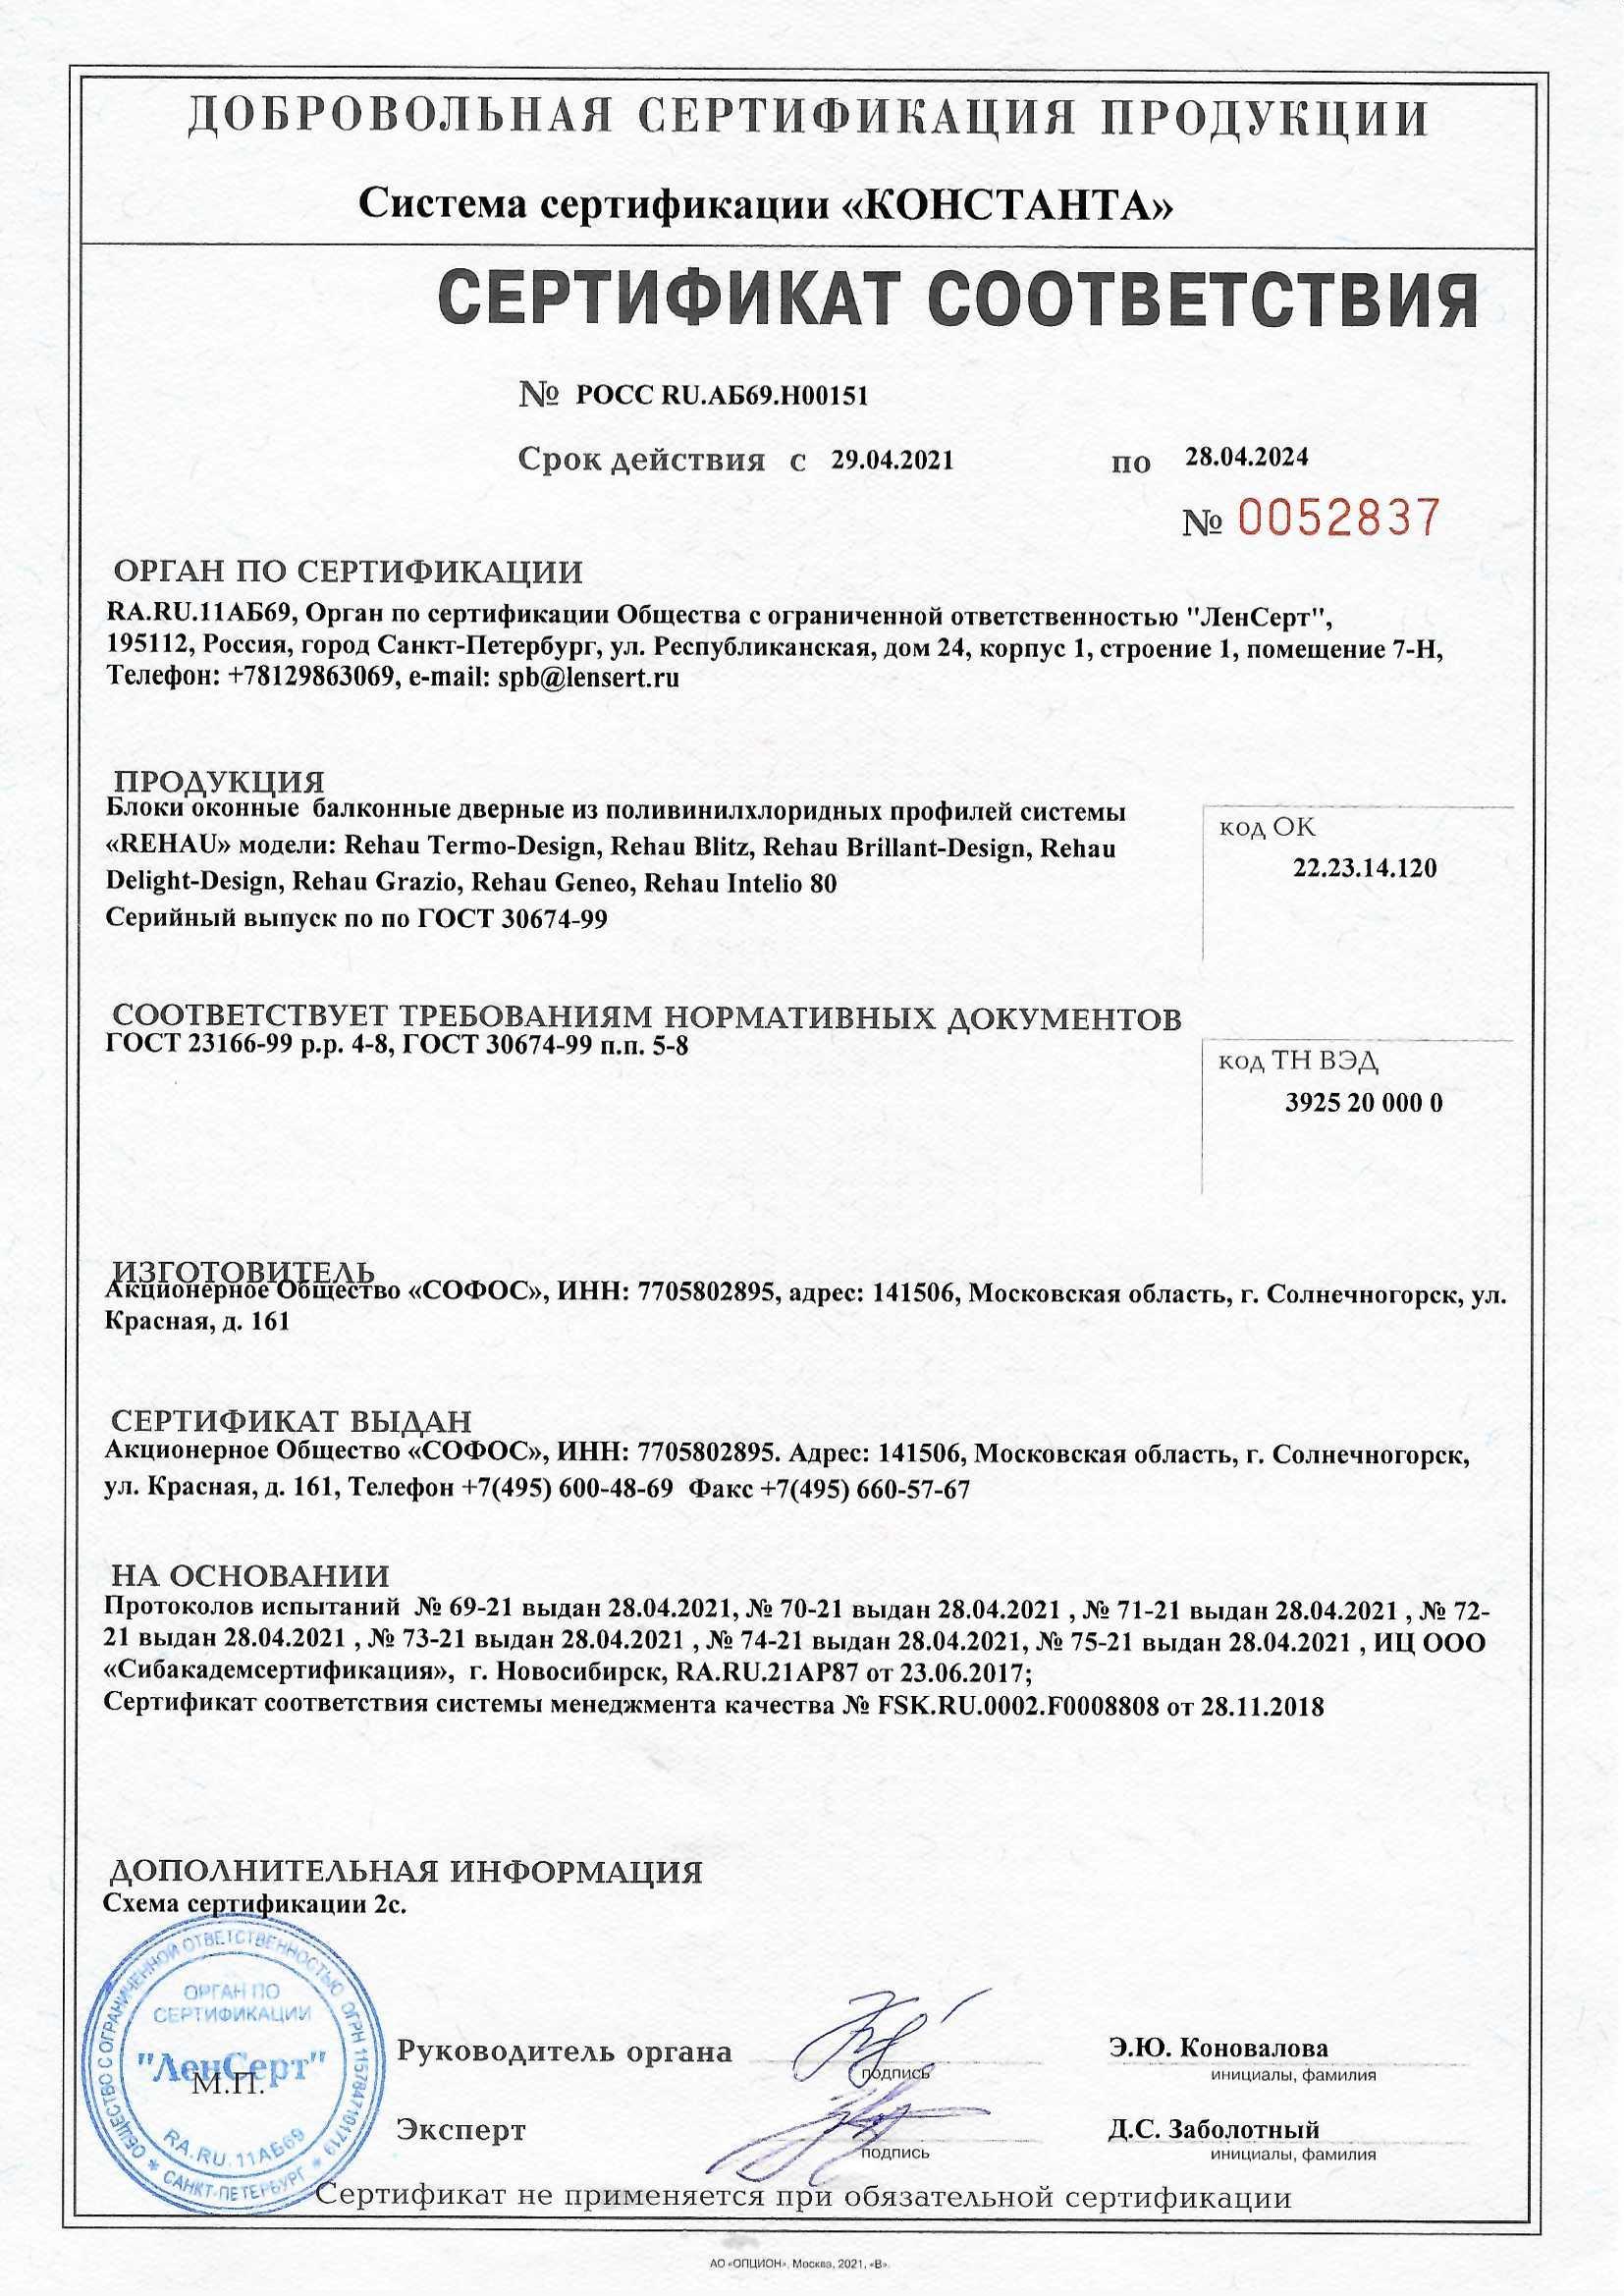 ДОБРОВОЛЬНАЯ СЕРТИФИКАЦИЯ ПРОДУКЦИИ
Система сертификации «КОНСТАНТА»
СЕРТИФИКАТ СООТВЕТСТВИЯ
№ РОСС RU.АБ69.Н00151
Срок действия с 29.04.2021 по 28.04.2024
№ 0052837
ОРГАН ПО СЕРТИФИКАЦИИ
RA.RU.11АБ69, Орган по сертификации Общества с ограниченной ответственностью "ЛенСерт",
195112, Россия, город Санкт-Петербург, ул. Республиканская, дом 24, корпус 1, строение 1, помещение 7-Н,
Телефон: +78129863069, e-mail: spb@lensert.ru
ПРОДУКЦИЯ
Блоки оконные балконные дверные из поливинилхлоридных профилей системы
«REHAU» модели: Rehau Termo-Design, Rehau Blitz, Rehau Brillant-Design, Rehau
Delight-Design, Rehau Grazio, Rehau Geneo, Rehau Intelio 80
Серийный выпуск по по ГОСТ 30674-99
код ОК
22.23.14.120
СООТВЕТСТВУЕТ ТРЕБОВАНИЯМ НОРМАТИВНЫХ ДОКУМЕНТОВ
ГОСТ 23166-99 р.р. 4-8, ГОСТ 30674-99 п.п. 5-8
код ТН ВЭД
3925 20 000 0
ИЗГОТОВИТЕЛЬ
Акционерное Общество «СОФОС», ИНН: 7705802895, адрес: 141506, Московская область, г. Солнечногорск, ул.
Красная, д. 161
СЕРТИФИКАТ ВЫДАН
Акционерное Общество «СОФОС», ИНН: 7705802895. Адрес: 141506, Московская область, г. Солнечногорск,
ул. Красная, д. 161, Телефон +7(495) 600-48-69 Факс +7(495) 660-57-67
НА ОСНОВАНИИ
Протоколов испытаний № 69-21 выдан 28.04.2021, № 70-21 выдан 28.04.2021 , № 71-21 выдан 28.04.2021 , № 72-
21 выдан 28.04.2021 , № 73-21 выдан 28.04.2021 , № 74-21 выдан 28.04.2021, № 75-21 выдан 28.04.2021 , ИЦ ООО
«Сибакадемсертификация», г. Новосибирск, RA.RU.21АР87 от 23.06.2017;
Сертификат соответствия системы менеджмента качества № FSK.RU.0002.F0008808 от 28.11.2018
ДОПОЛНИТЕЛЬНАЯ ИНФОРМАЦИЯ
Схема сертификации 2с.
ОБЩЕСТВО С ОГРАНИЧЕННОЙ ОТВЕТСТВЕННОСТЬЮ ОГРН 1157847101719
* САНКТ-ПЕТЕРБУРГ *
ОРГАН ПО
СЕРТИФИКАЦИИ
"ЛенСерт"
RA.RU.11АБ69
М.П.
Руководитель органа
подпись
Э.Ю. Коновалова
инициалы, фамилия
Эксперт
подпись
Д.С. Заболотный
инициалы, фамилия
Сертификат не применяется при обязательной сертификации
АО «ОПЦИОН», Москва, 2021, «В».